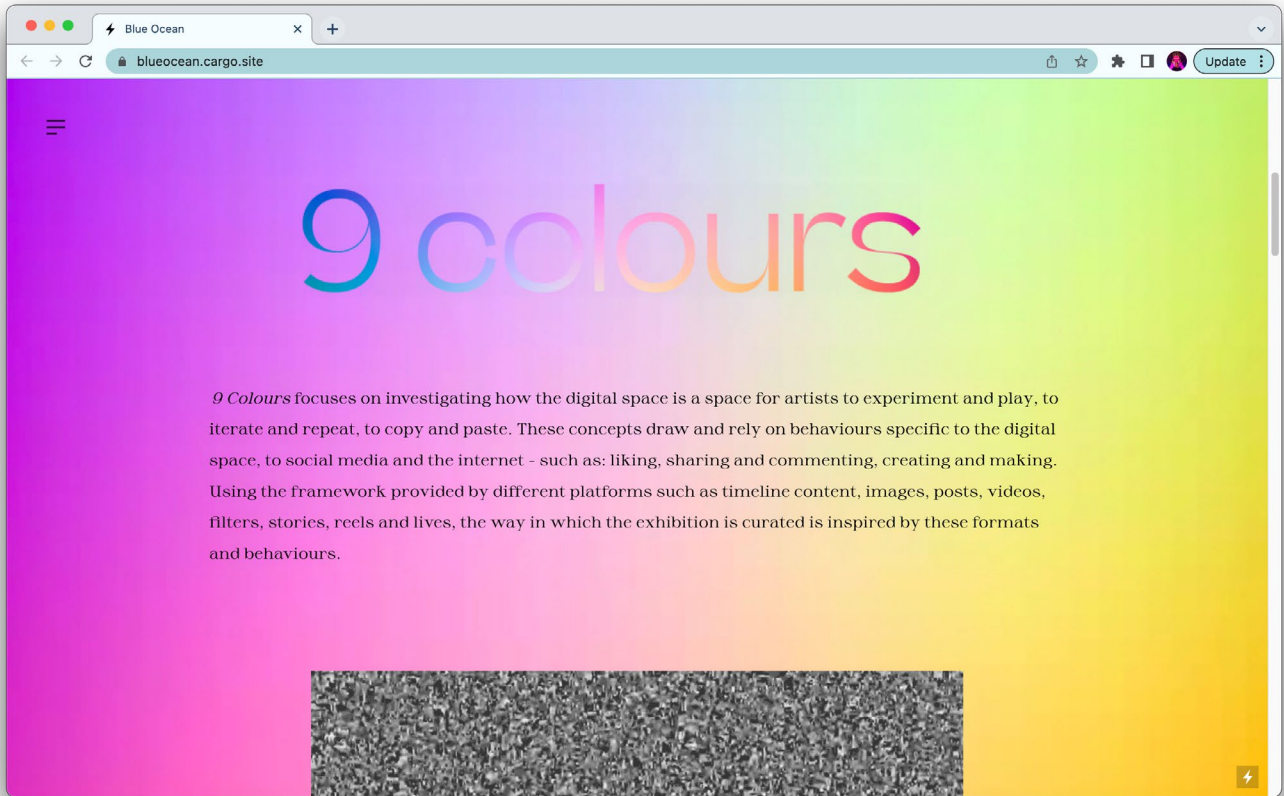 Blue Ocean
blueocean.cargo.site
Update
9 colours
9 Colours focuses on investigating how the digital space is a space for artists to experiment and play, to
iterate and repeat, to copy and paste. These concepts draw and rely on behaviours specific to the digital
space, to social media and the internet - such as: liking, sharing and commenting, creating and making.
Using the framework provided by different platforms such as timeline content, images, posts, videos,
filters, stories, reels and lives, the way in which the exhibition is curated is inspired by these formats
and behaviours.